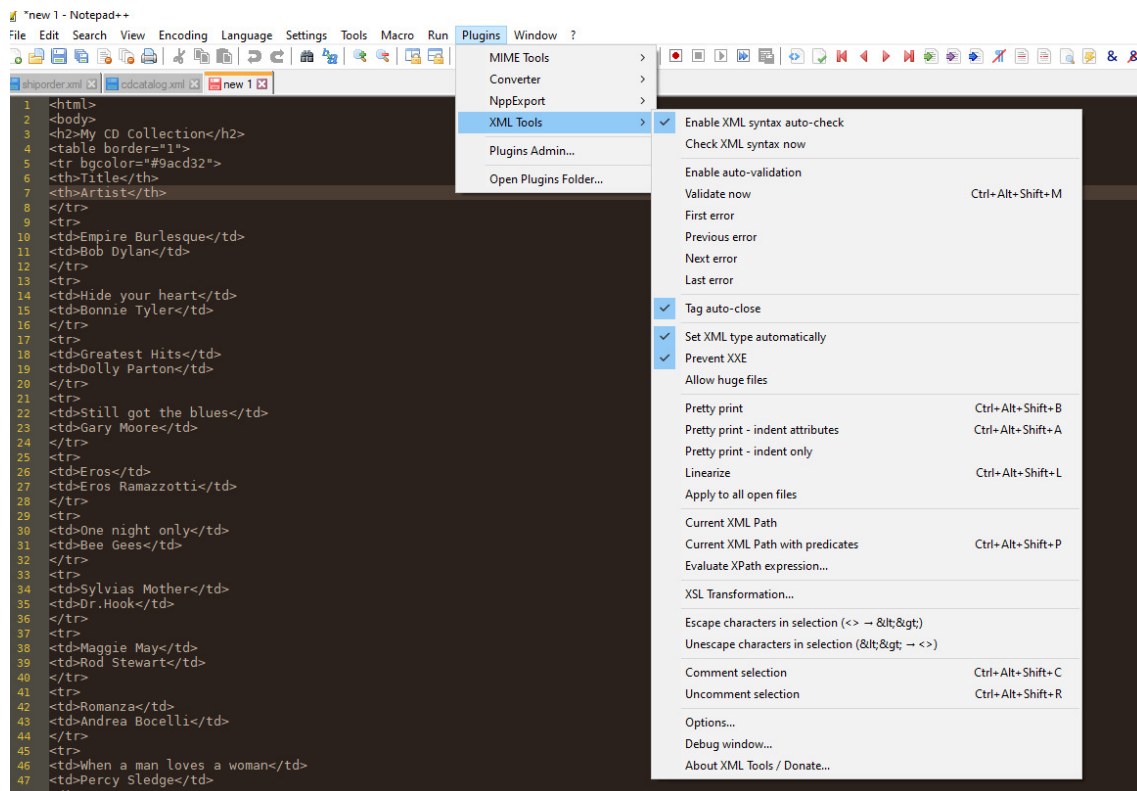 *new 1 - Notepad++
File Edit Search View Encoding Language Settings Tools Macro Run Plugins Window ?
shiporder.xml cdcatalog.xml new 1
MIME Tools >
Converter >
NppExport >
XML Tools >
Plugins Admin...
Open Plugins Folder...
Enable XML syntax auto-check
Check XML syntax now
Enable auto-validation
Validate now Ctrl+Alt+Shift+M
First error
Previous error
Next error
Last error
Tag auto-close
Set XML type automatically
Prevent XXE
Allow huge files
Pretty print Ctrl+Alt+Shift+B
Pretty print - indent attributes Ctrl+Alt+Shift+A
Pretty print - indent only
Linearize Ctrl+Alt+Shift+L
Apply to all open files
Current XML Path
Current XML Path with predicates Ctrl+Alt+Shift+P
Evaluate XPath expression...
XSL Transformation...
Escape characters in selection (<> → &lt;&gt;)
Unescape characters in selection (&lt;&gt; → <>)
Comment selection Ctrl+Alt+Shift+C
Uncomment selection Ctrl+Alt+Shift+R
Options...
Debug window...
About XML Tools / Donate...
1 <html>
2 <body>
3 <h2>My CD Collection</h2>
4 <table border="1">
5 <tr bgcolor="#9acd32">
6 <th>Title</th>
7 <th>Artist</th>
8 </tr>
9 <tr>
10 <td>Empire Burlesque</td>
11 <td>Bob Dylan</td>
12 </tr>
13 <tr>
14 <td>Hide your heart</td>
15 <td>Bonnie Tyler</td>
16 </tr>
17 <tr>
18 <td>Greatest Hits</td>
19 <td>Dolly Parton</td>
20 </tr>
21 <tr>
22 <td>Still got the blues</td>
23 <td>Gary Moore</td>
24 </tr>
25 <tr>
26 <td>Eros</td>
27 <td>Eros Ramazzotti</td>
28 </tr>
29 <tr>
30 <td>One night only</td>
31 <td>Bee Gees</td>
32 </tr>
33 <tr>
34 <td>Sylvias Mother</td>
35 <td>Dr.Hook</td>
36 </tr>
37 <tr>
38 <td>Maggie May</td>
39 <td>Rod Stewart</td>
40 </tr>
41 <tr>
42 <td>Romanza</td>
43 <td>Andrea Bocelli</td>
44 </tr>
45 <tr>
46 <td>When a man loves a woman</td>
47 <td>Percy Sledge</td>